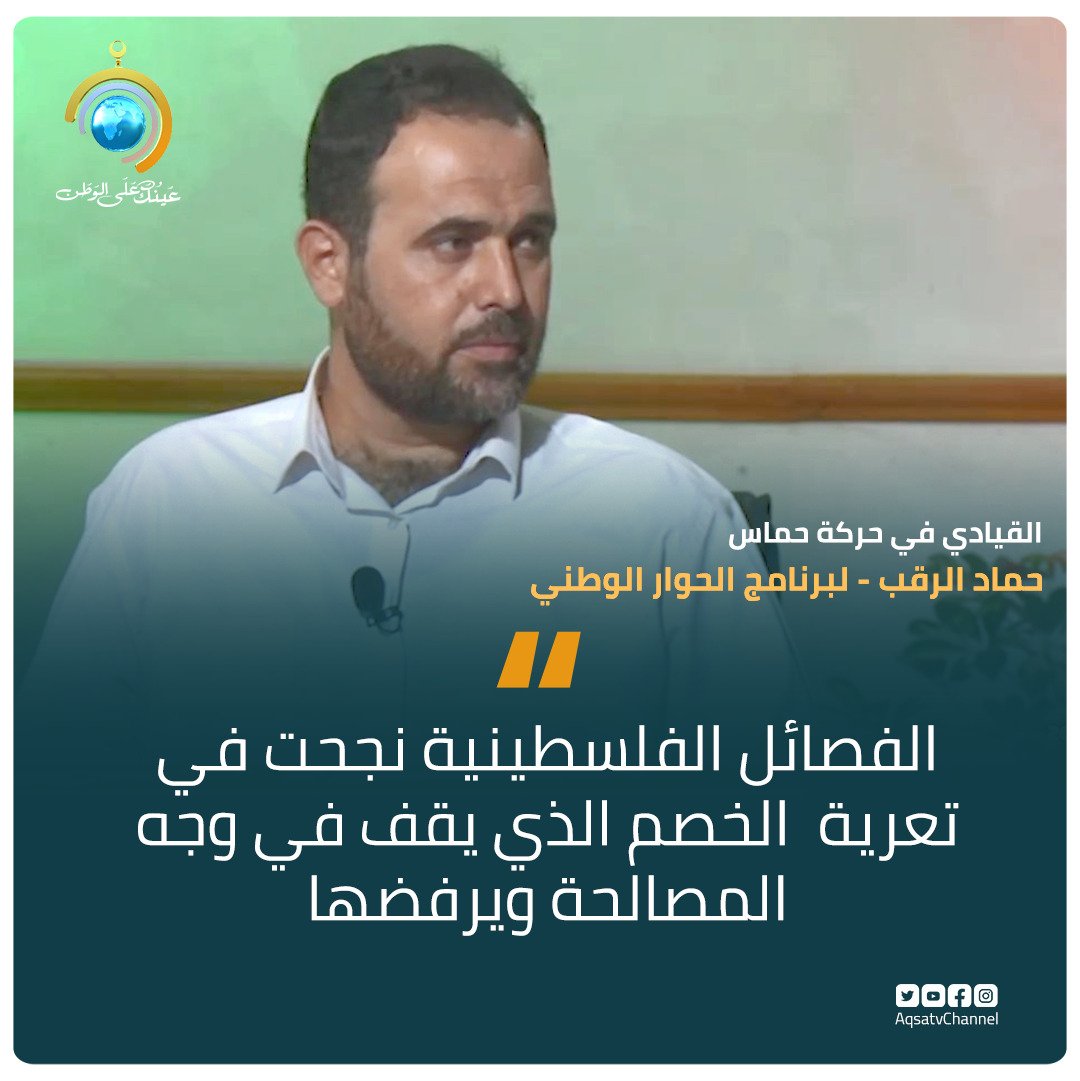 عينك على الوطن
القيادي في حركة حماس
حماد الرقب - لبرنامج الحوار الوطني
الفصائل الفلسطينية نجحت في
تعرية الخصم الذي يقف في وجه
المصالحة ويرفضها
AqsatvChannel